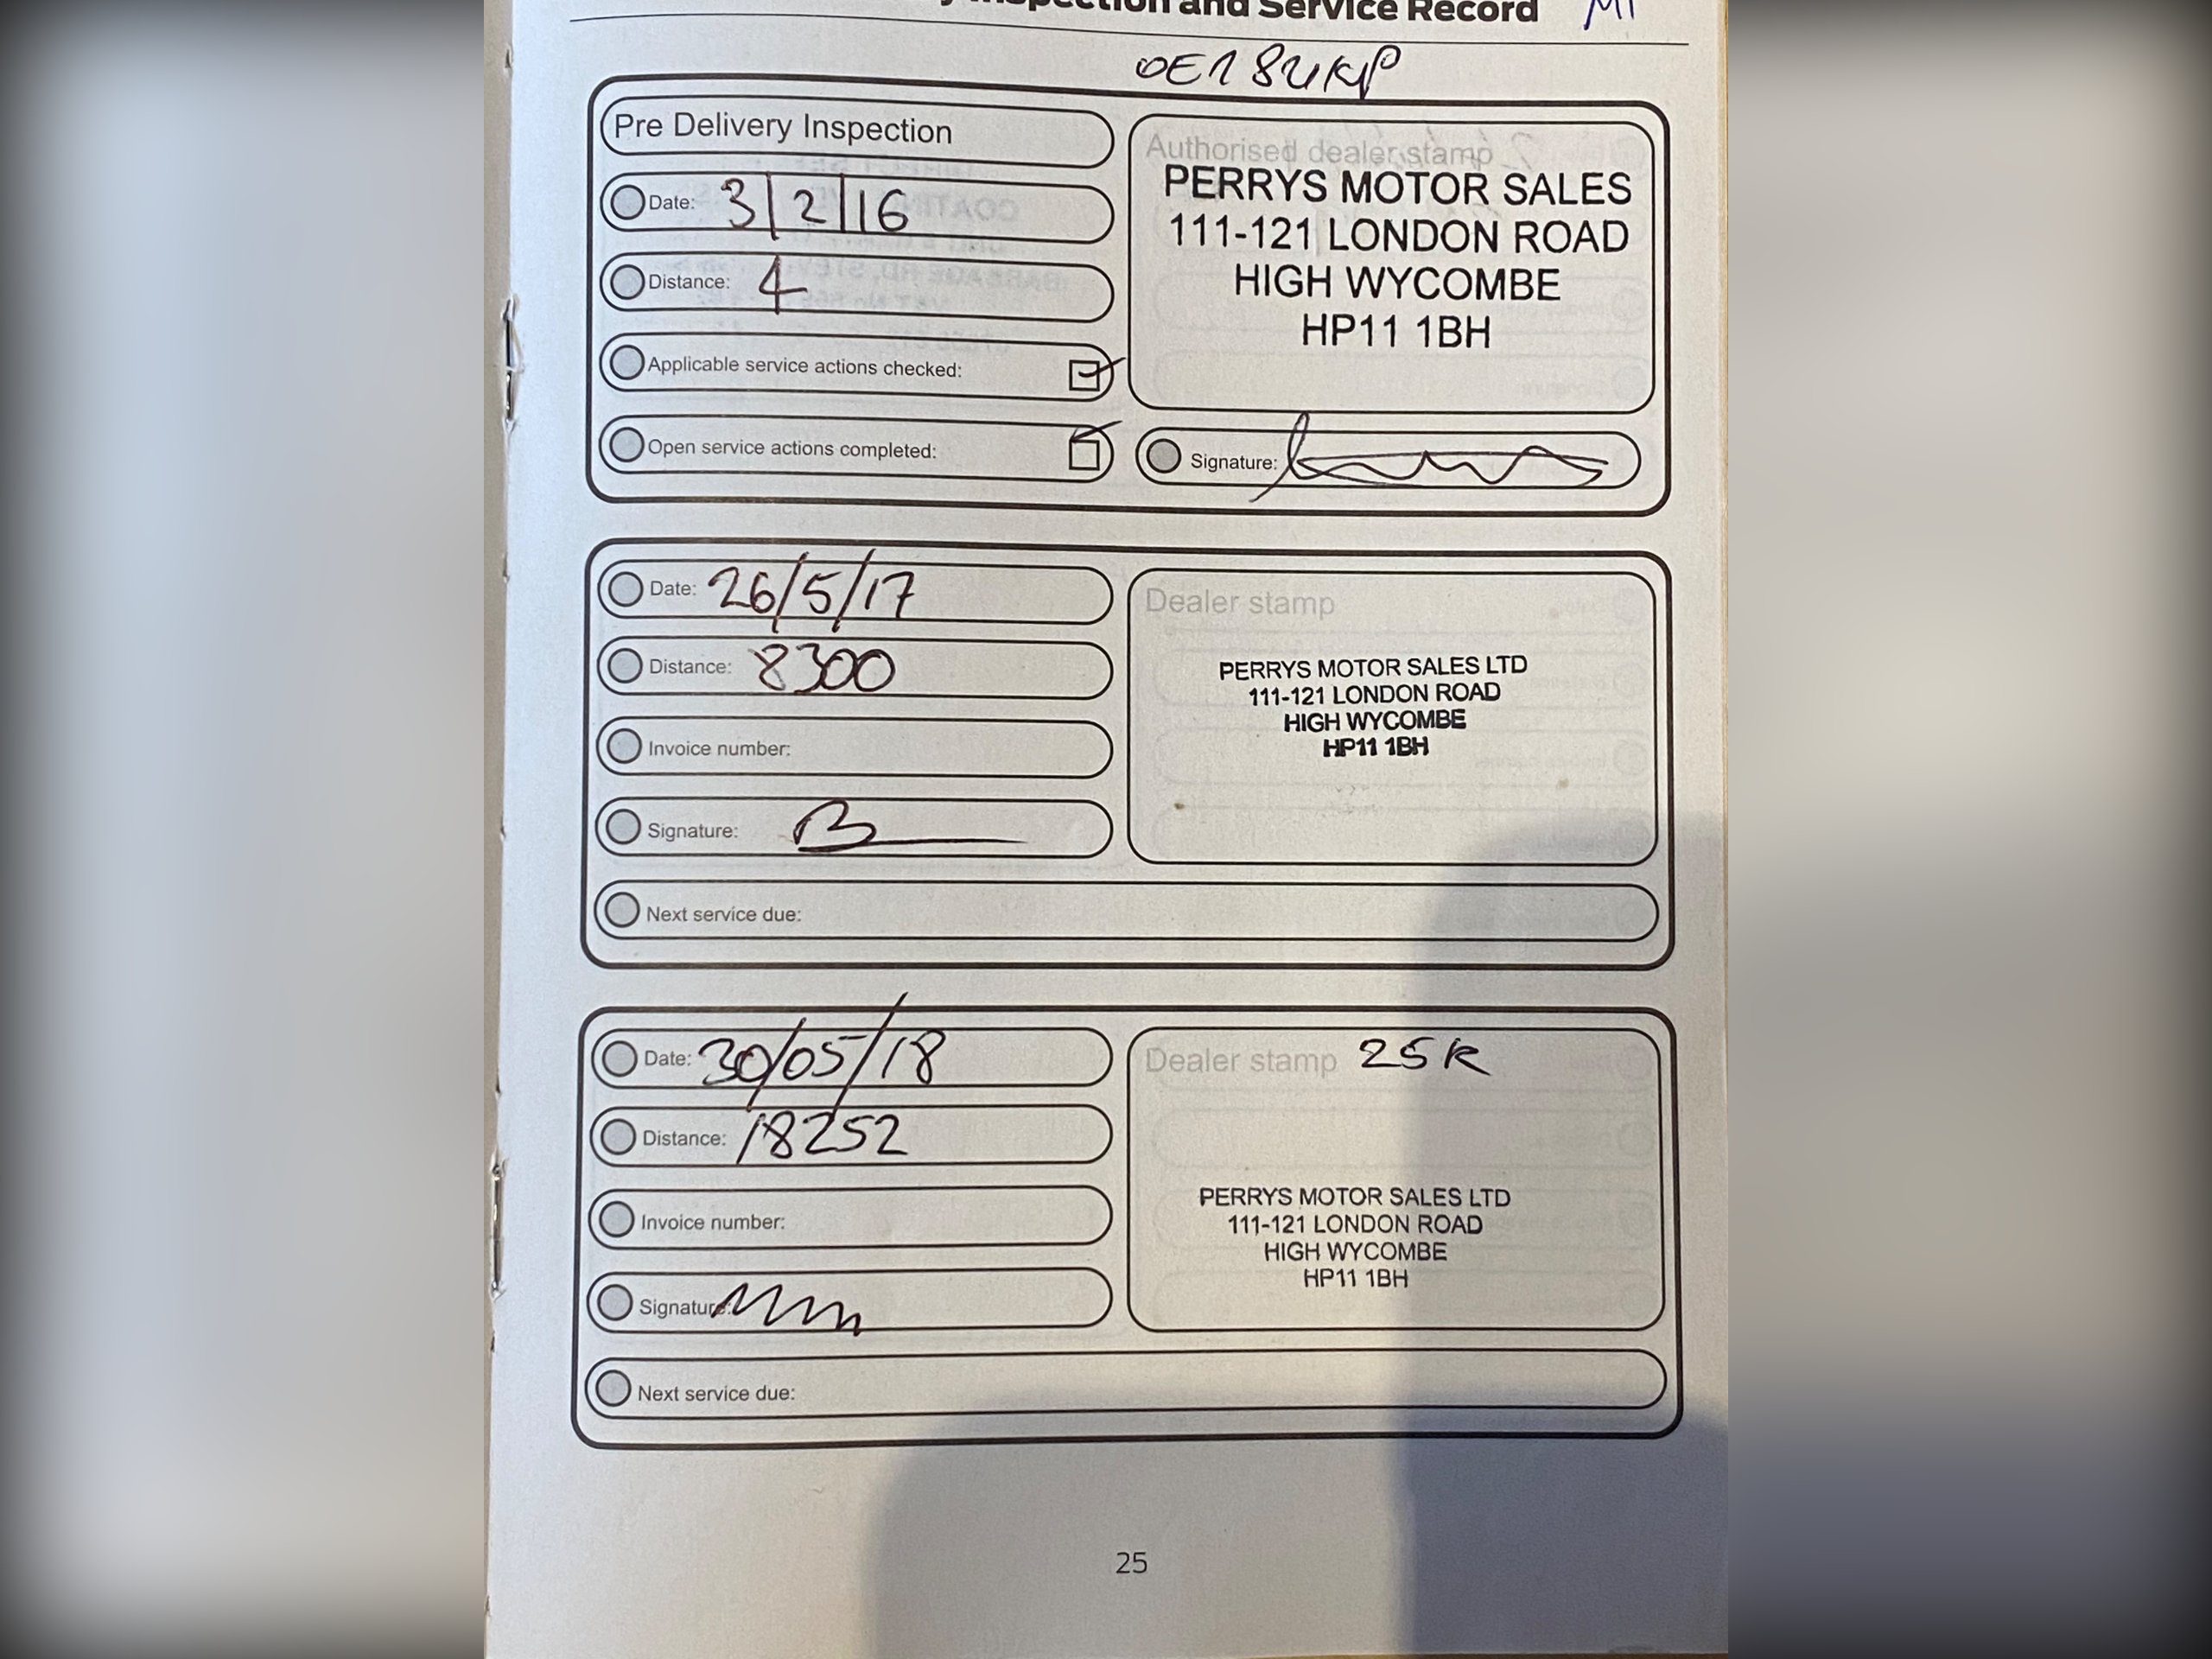 Inspection and Service Record MI
OE18UKP
Pre Delivery Inspection
Date: 3/2/16
Distance: 4
Applicable service actions checked:
Open service actions completed:
Authorised dealer stamp
PERRYS MOTOR SALES
111-121 LONDON ROAD
HIGH WYCOMBE
HP11 1BH
Signature:
Date: 26/5/17
Distance: 8300
Invoice number:
Signature:
Next service due:
Dealer stamp
PERRYS MOTOR SALES LTD
111-121 LONDON ROAD
HIGH WYCOMBE
HP11 1BH
Date: 30/05/18
Distance: 18252
Invoice number:
Signature:
Next service due:
Dealer stamp 25K
PERRYS MOTOR SALES LTD
111-121 LONDON ROAD
HIGH WYCOMBE
HP11 1BH
25